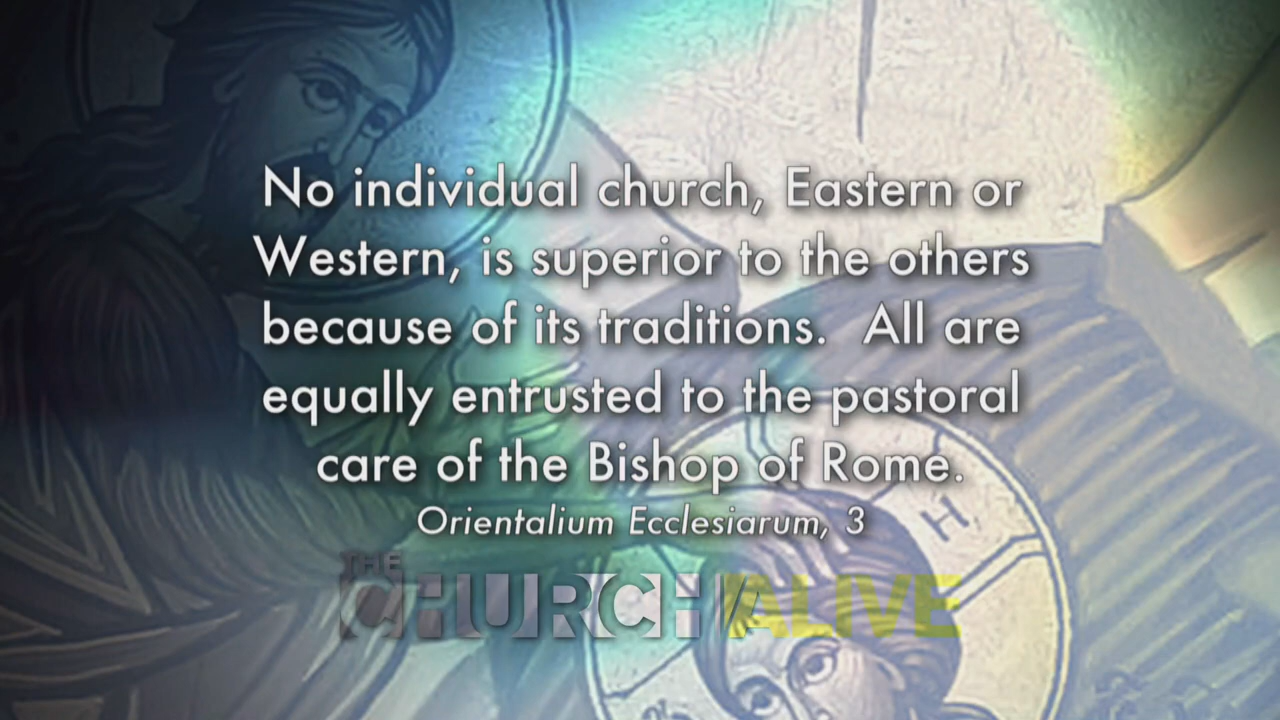 No individual church, Eastern or
Western, is superior to the others
because of its traditions.  All are
equally entrusted to the pastoral
care of the Bishop of Rome.
Orientalium Ecclesiarum, 3
THE
CHURCH ALIVE
H